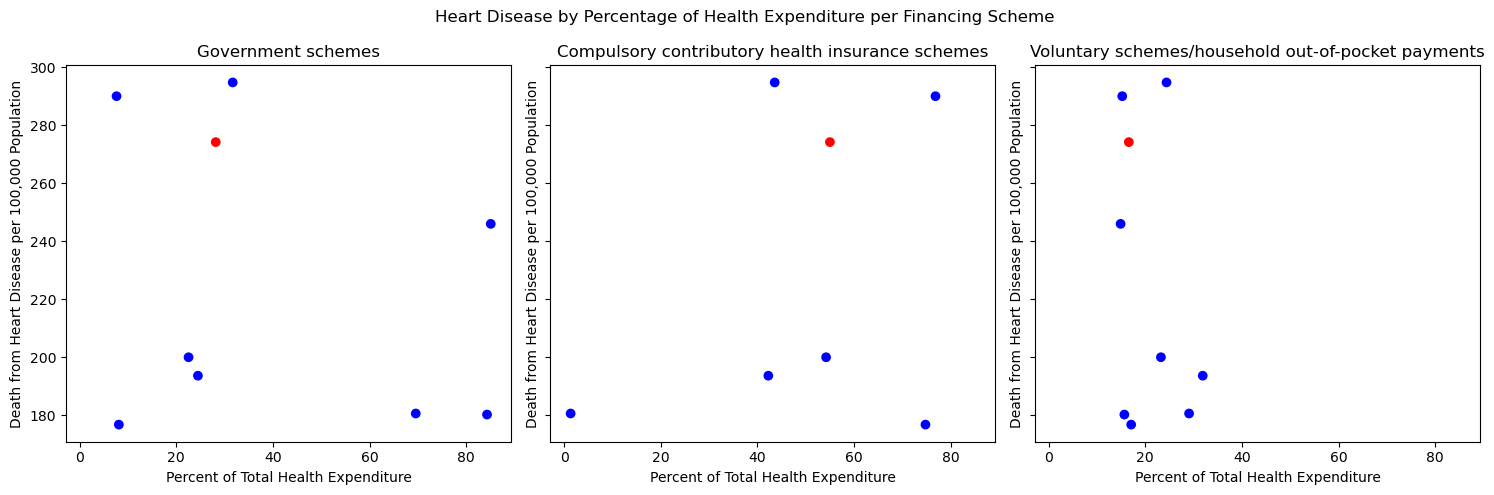 Heart Disease by Percentage of Health Expenditure per Financing Scheme
Government schemes
Death from Heart Disease per 100,000 Population
300
280
260
240
220
200
180
0 20 40 60 80
Percent of Total Health Expenditure
Compulsory contributory health insurance schemes
Death from Heart Disease per 100,000 Population
0 20 40 60 80
Percent of Total Health Expenditure
Voluntary schemes/household out-of-pocket payments
Death from Heart Disease per 100,000 Population
0 20 40 60 80
Percent of Total Health Expenditure